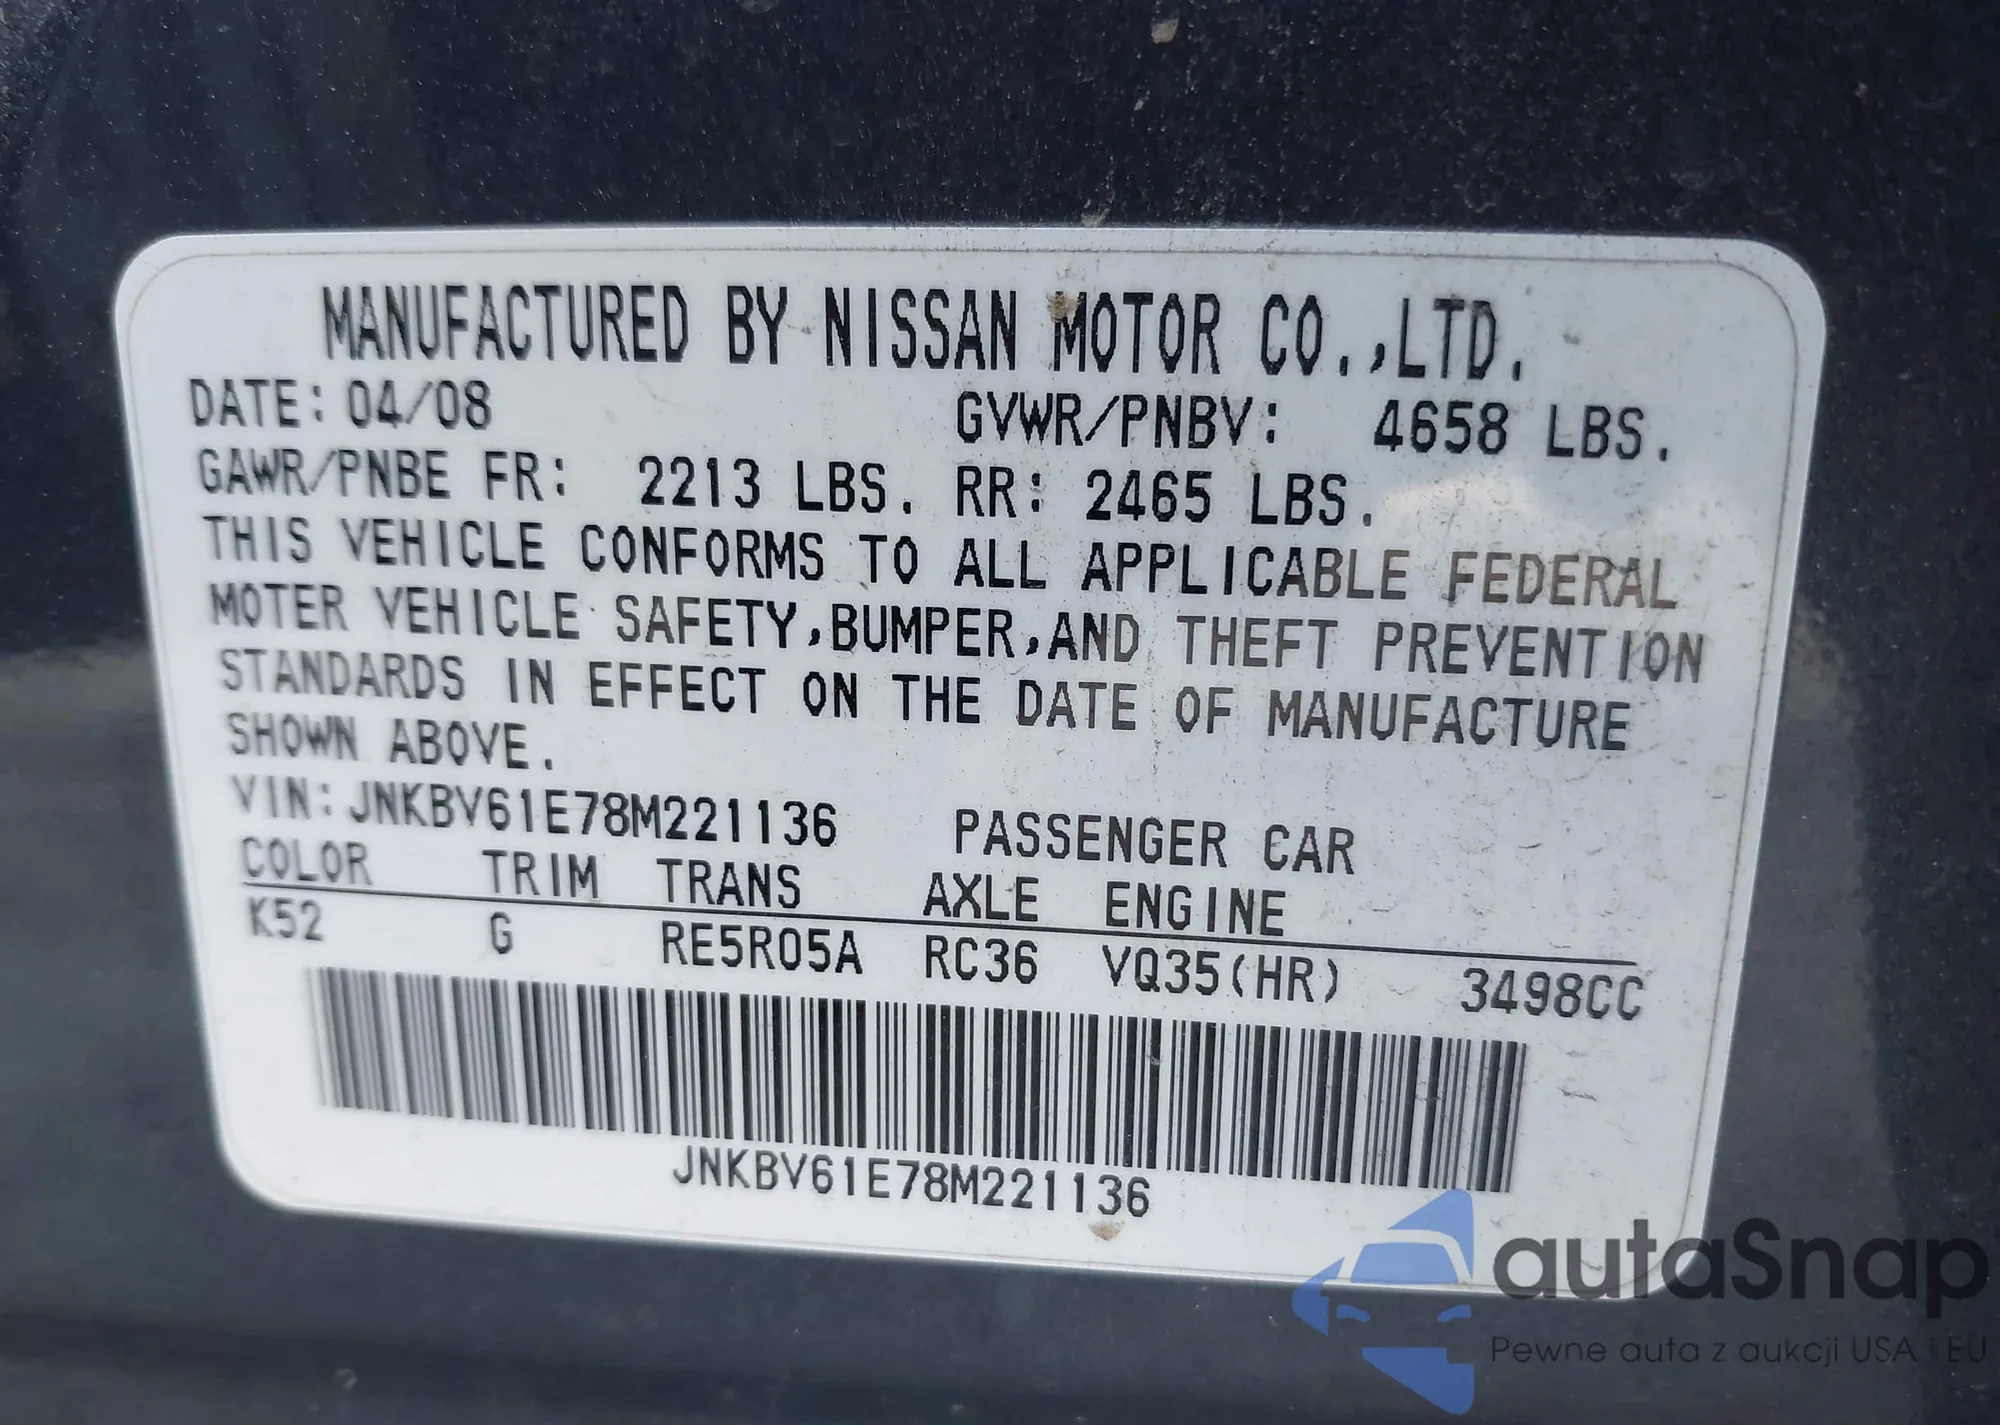 MANUFACTURED BY NISSAN MOTOR CO.,LTD.
DATE: 04/08 GVWR/PNBV: 4658 LBS.
GAWR/PNBE FR: 2213 LBS. RR: 2465 LBS.
THIS VEHICLE CONFORMS TO ALL APPLICABLE FEDERAL
MOTER VEHICLE SAFETY,BUMPER,AND THEFT PREVENTION
STANDARDS IN EFFECT ON THE DATE OF MANUFACTURE
SHOWN ABOVE.
VIN:JNKBV61E78M221136 PASSENGER CAR
COLOR TRIM TRANS AXLE ENGINE
K52 G RE5R05A RC36 VQ35(HR) 3498CC
JNKBV61E78M221136
autaSnap
Pewne auta z aukcji USA i EU